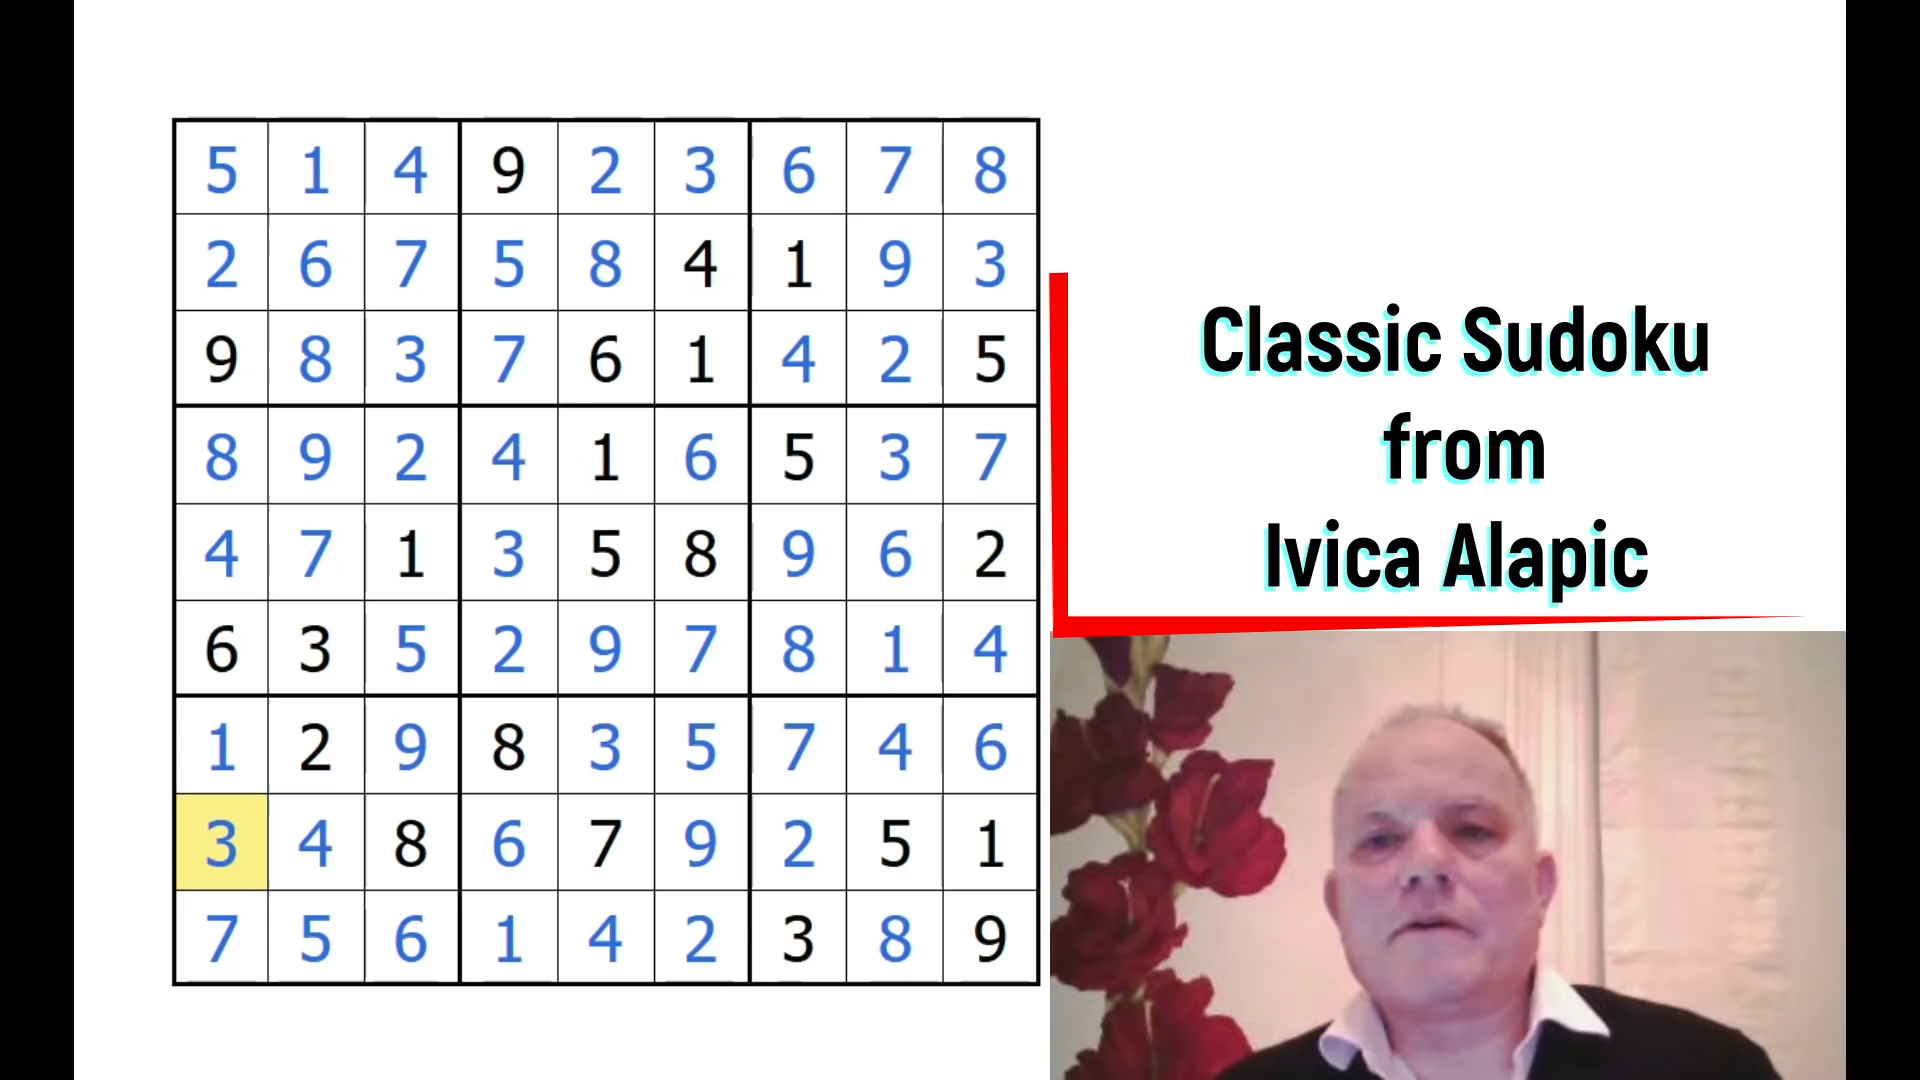 5 1 4 9 2 3 6 7 8
2 6 7 5 8 4 1 9 3
9 8 3 7 6 1 4 2 5
8 9 2 4 1 6 5 3 7
4 7 1 3 5 8 9 6 2
6 3 5 2 9 7 8 1 4
1 2 9 8 3 5 7 4 6
3 4 8 6 7 9 2 5 1
7 5 6 1 4 2 3 8 9
Classic Sudoku
from
Ivica Alapic